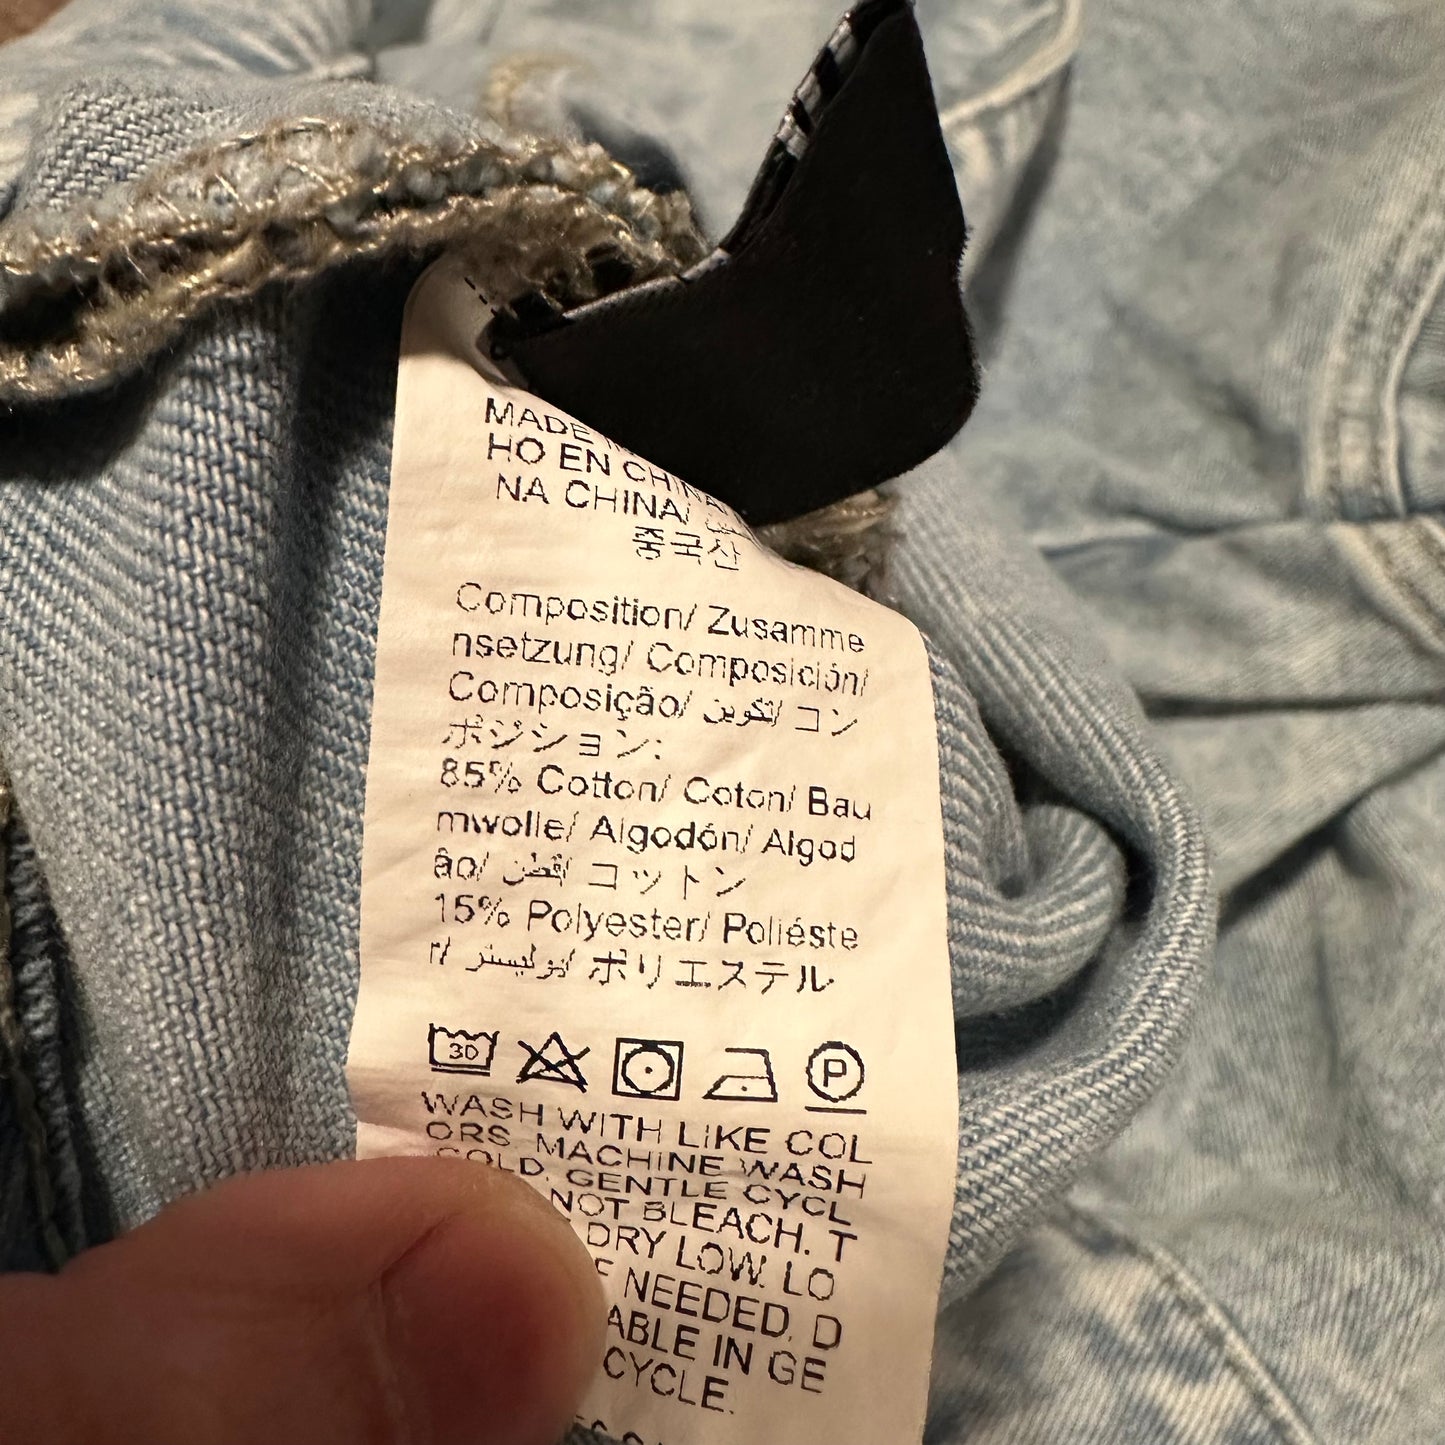 MADE
HO EN CHINA
NA CHINA/
중국산
Composition/ Zusamme
nsetzung/ Composición/
Composição/ تكوين/ コン
ポジション:
85% Cotton/ Coton/ Bau
mwolle/ Algodón/ Algod
ão/ قطن/ コットン
15% Polyester/ Poliéste
r/ بوليستر/ ポリエステル
30
P
WASH WITH LIKE COL
ORS. MACHINE WASH
COLD. GENTLE CYCL
NOT BLEACH. T
DRY LOW. LO
NEEDED. D
ABLE IN GE
CYCLE.